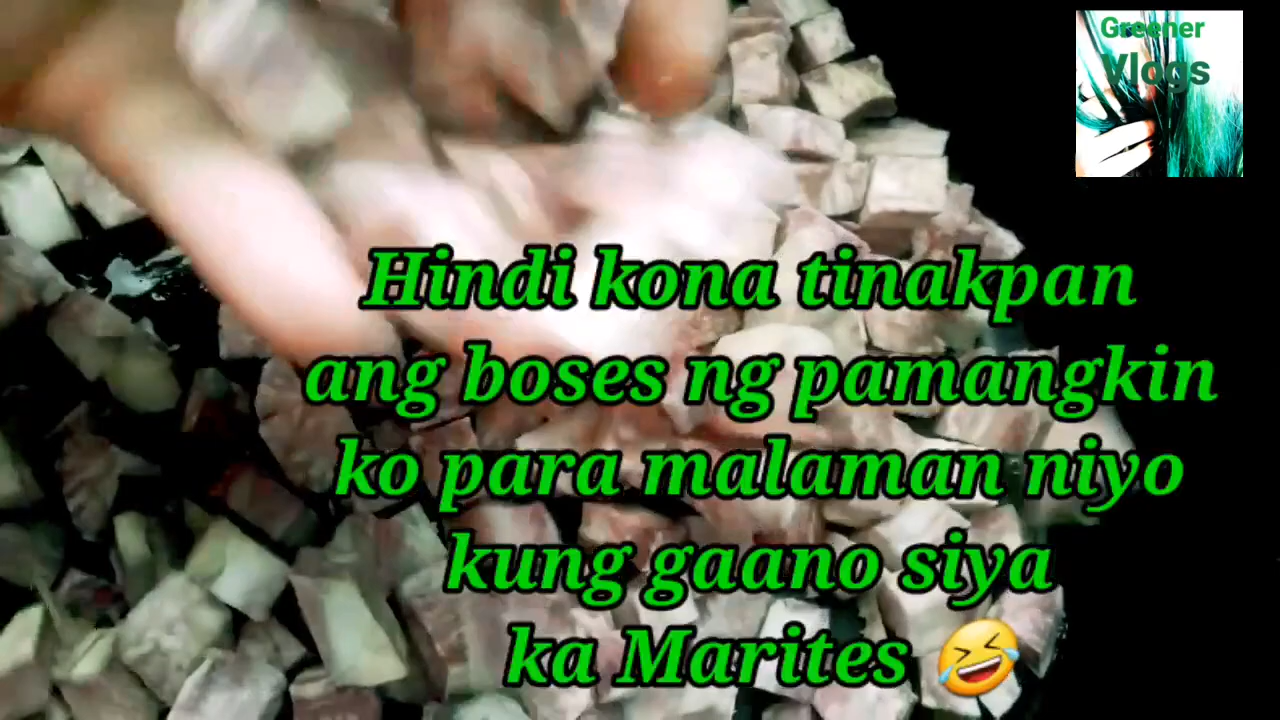 Greener
Vlogs
Hindi kona tinakpan
ang boses ng pamangkin
ko para malaman niyo
kung gaano siya
ka Marites 🤣